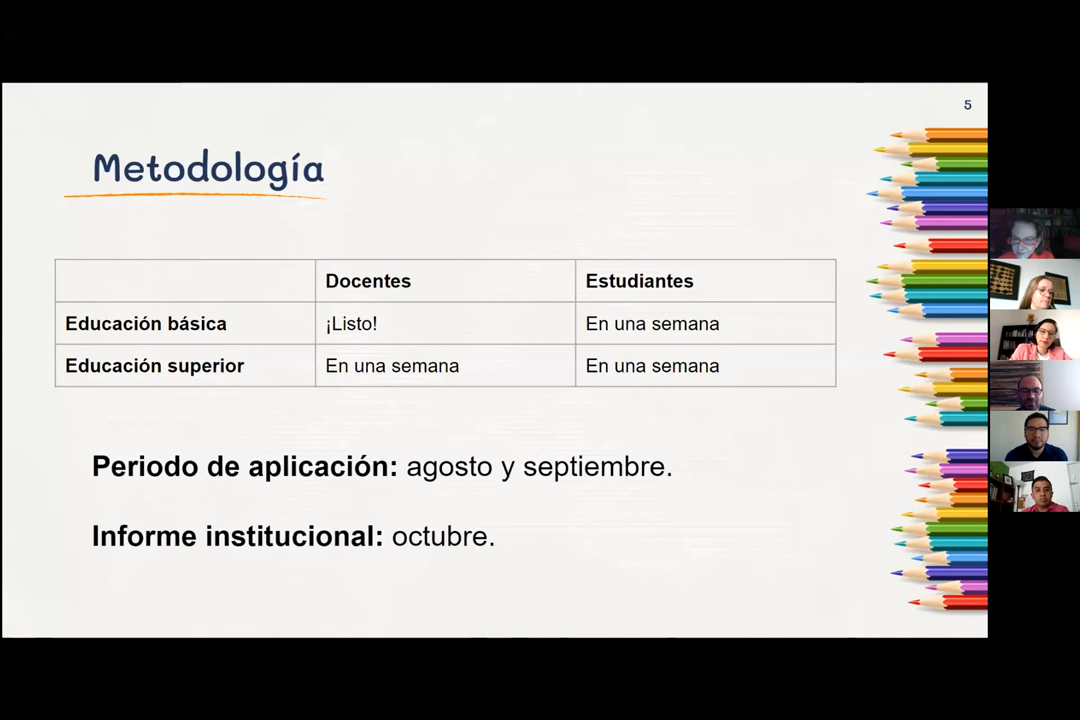 5
Metodología
Docentes Estudiantes
Educación básica ¡Listo! En una semana
Educación superior En una semana En una semana
Periodo de aplicación: agosto y septiembre.
Informe institucional: octubre.